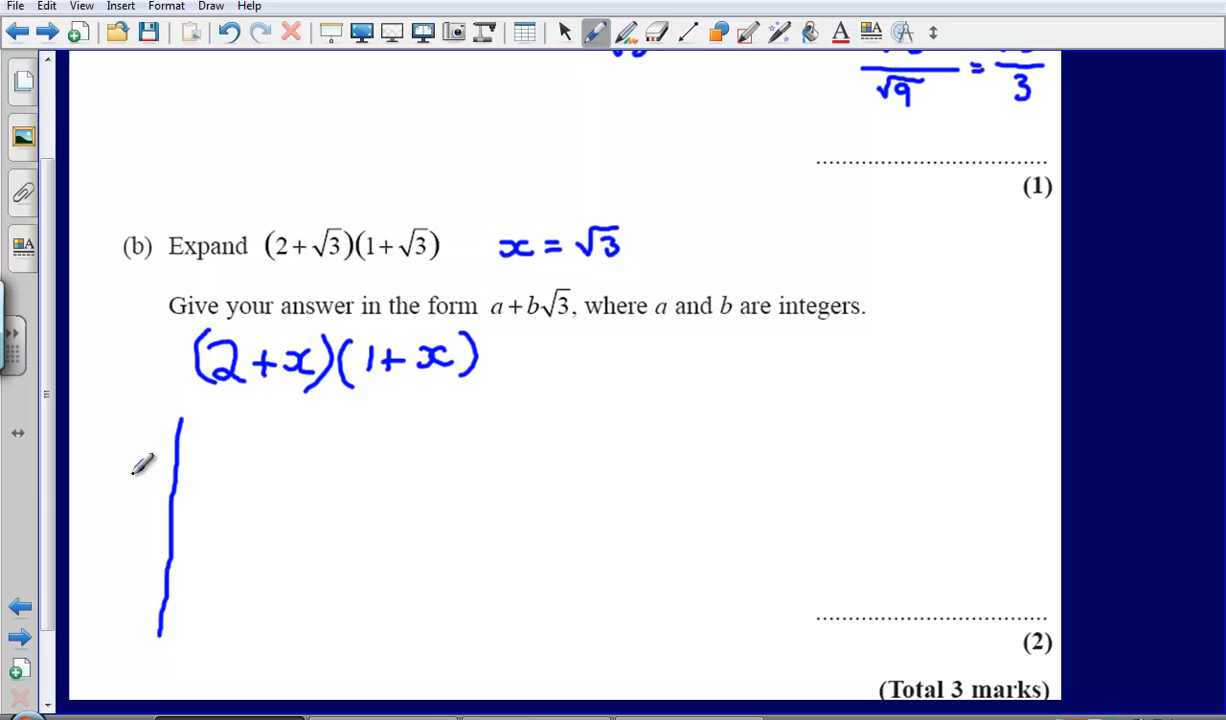 File Edit View Insert Format Draw Help
√9 = 3
(1)
(b) Expand (2+√3)(1+√3) x = √3
Give your answer in the form a+b√3, where a and b are integers.
(2+x)(1+x)
(2)
(Total 3 marks)